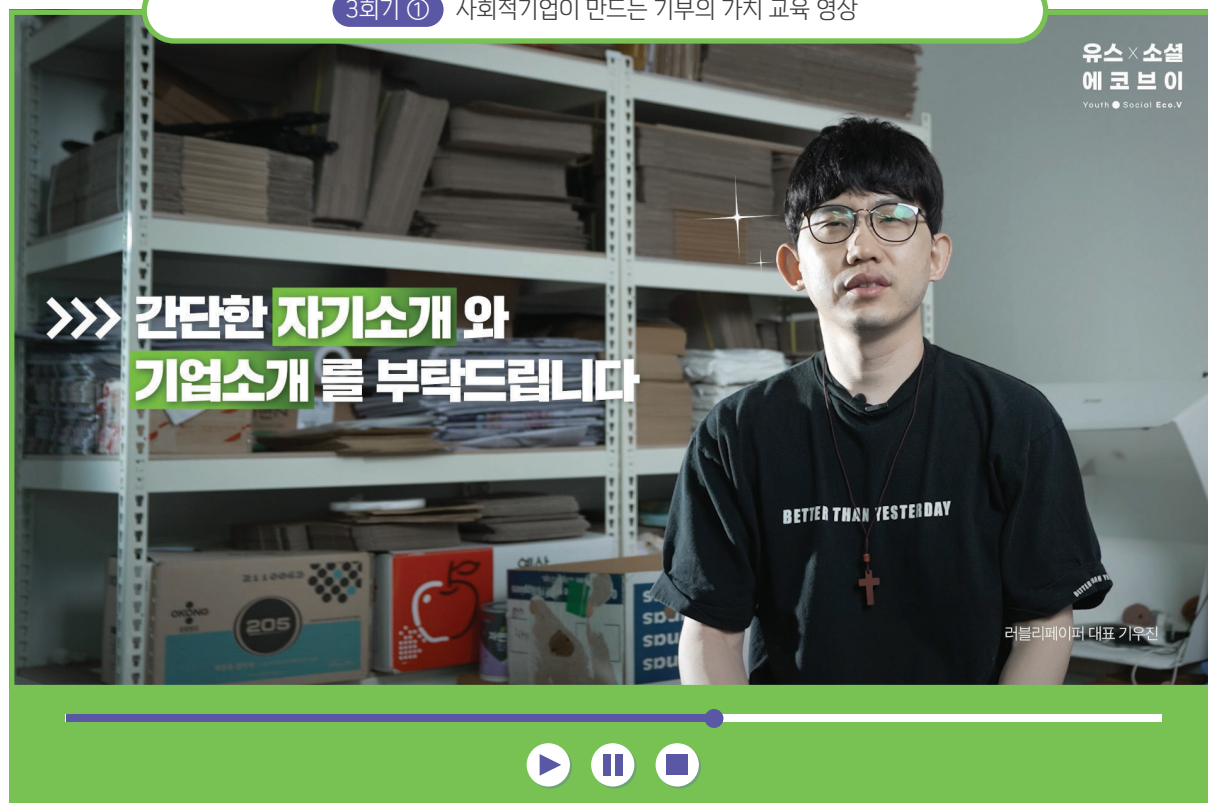 3회기 ① 사회적기업이 만드는 기부의 가치 교육 영상
유스×소셜
에코브이
Youth Social Eco.V
>>> 간단한 자기소개 와
기업소개 를 부탁드립니다
BETTER THAN YESTERDAY
2110062
OKONG
205
러블리페이퍼 대표 기우진